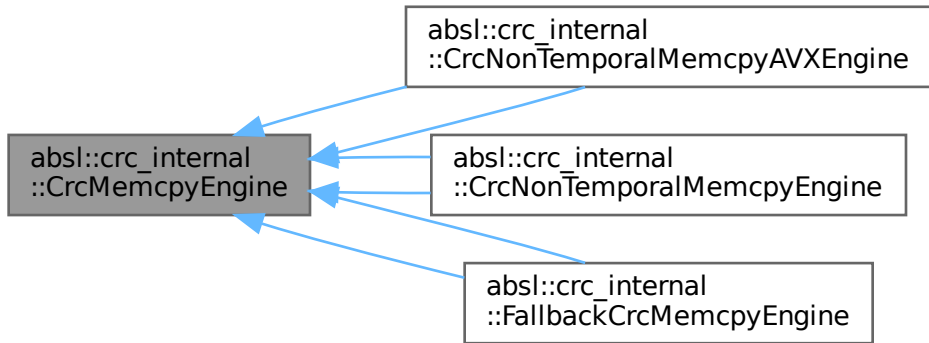 absl::crc_internal
::CrcNonTemporalMemcpyAVXEngine
absl::crc_internal
::CrcMemcpyEngine
absl::crc_internal
::CrcNonTemporalMemcpyEngine
absl::crc_internal
::FallbackCrcMemcpyEngine